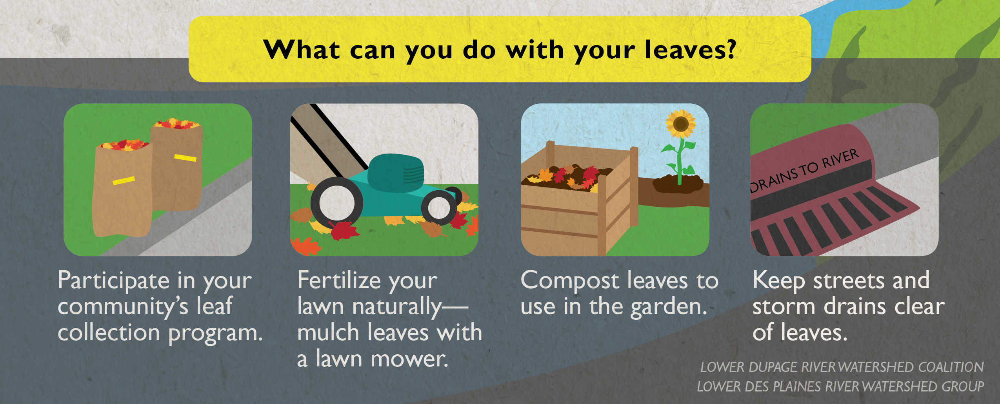 What can you do with your leaves?
DRAINS TO RIVER
Participate in your
community’s leaf
collection program.
Fertilize your
lawn naturally—
mulch leaves with
a lawn mower.
Compost leaves to
use in the garden.
Keep streets and
storm drains clear
of leaves.
LOWER DUPAGE RIVER WATERSHED COALITION
LOWER DES PLAINES RIVER WATERSHED GROUP